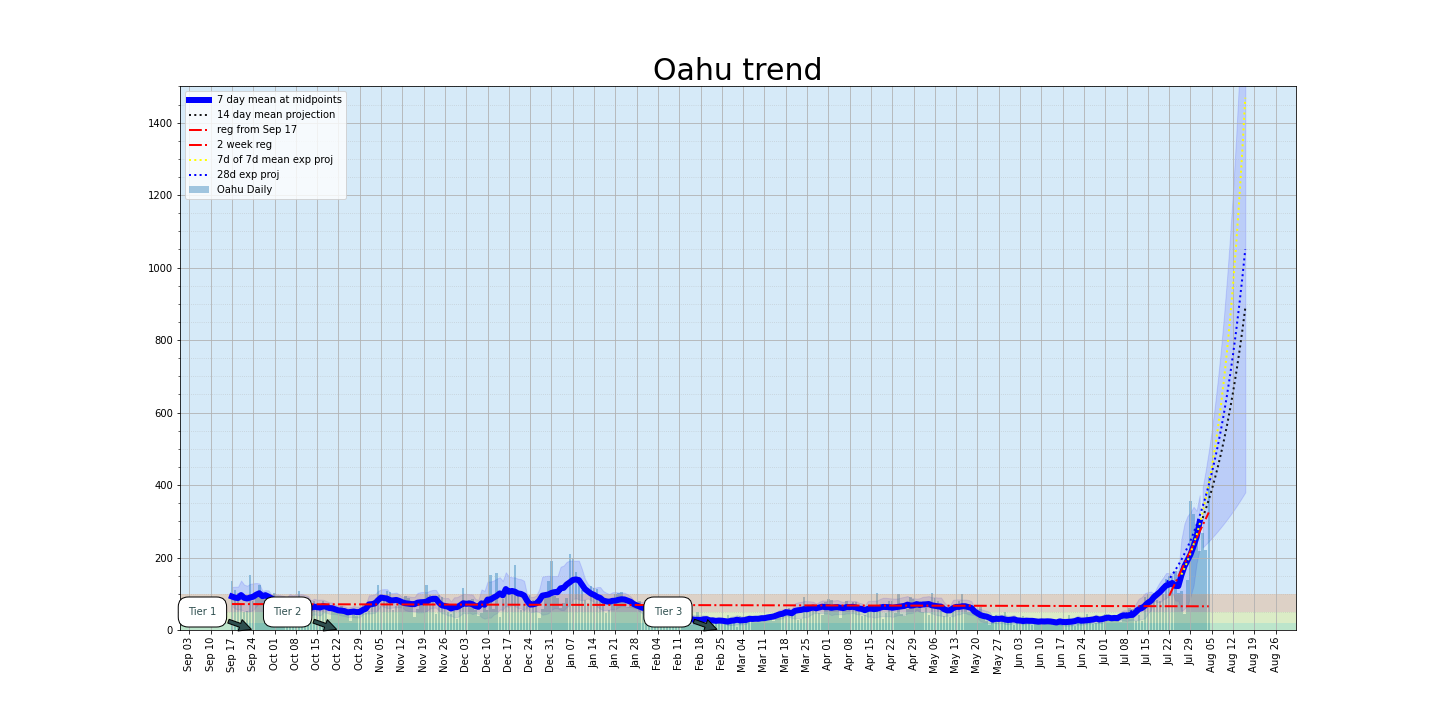 Oahu trend
7 day mean at midpoints
14 day mean projection
reg from Sep 17
2 week reg
7d of 7d mean exp proj
28d exp proj
Oahu Daily
1400
1200
1000
800
600
400
200
0
Tier 1
Tier 2
Tier 3
Sep 03
Sep 10
Sep 17
Sep 24
Oct 01
Oct 08
Oct 15
Oct 22
Oct 29
Nov 05
Nov 12
Nov 19
Nov 26
Dec 03
Dec 10
Dec 17
Dec 24
Dec 31
Jan 07
Jan 14
Jan 21
Jan 28
Feb 04
Feb 11
Feb 18
Feb 25
Mar 04
Mar 11
Mar 18
Mar 25
Apr 01
Apr 08
Apr 15
Apr 22
Apr 29
May 06
May 13
May 20
May 27
Jun 03
Jun 10
Jun 17
Jun 24
Jul 01
Jul 08
Jul 15
Jul 22
Jul 29
Aug 05
Aug 12
Aug 19
Aug 26